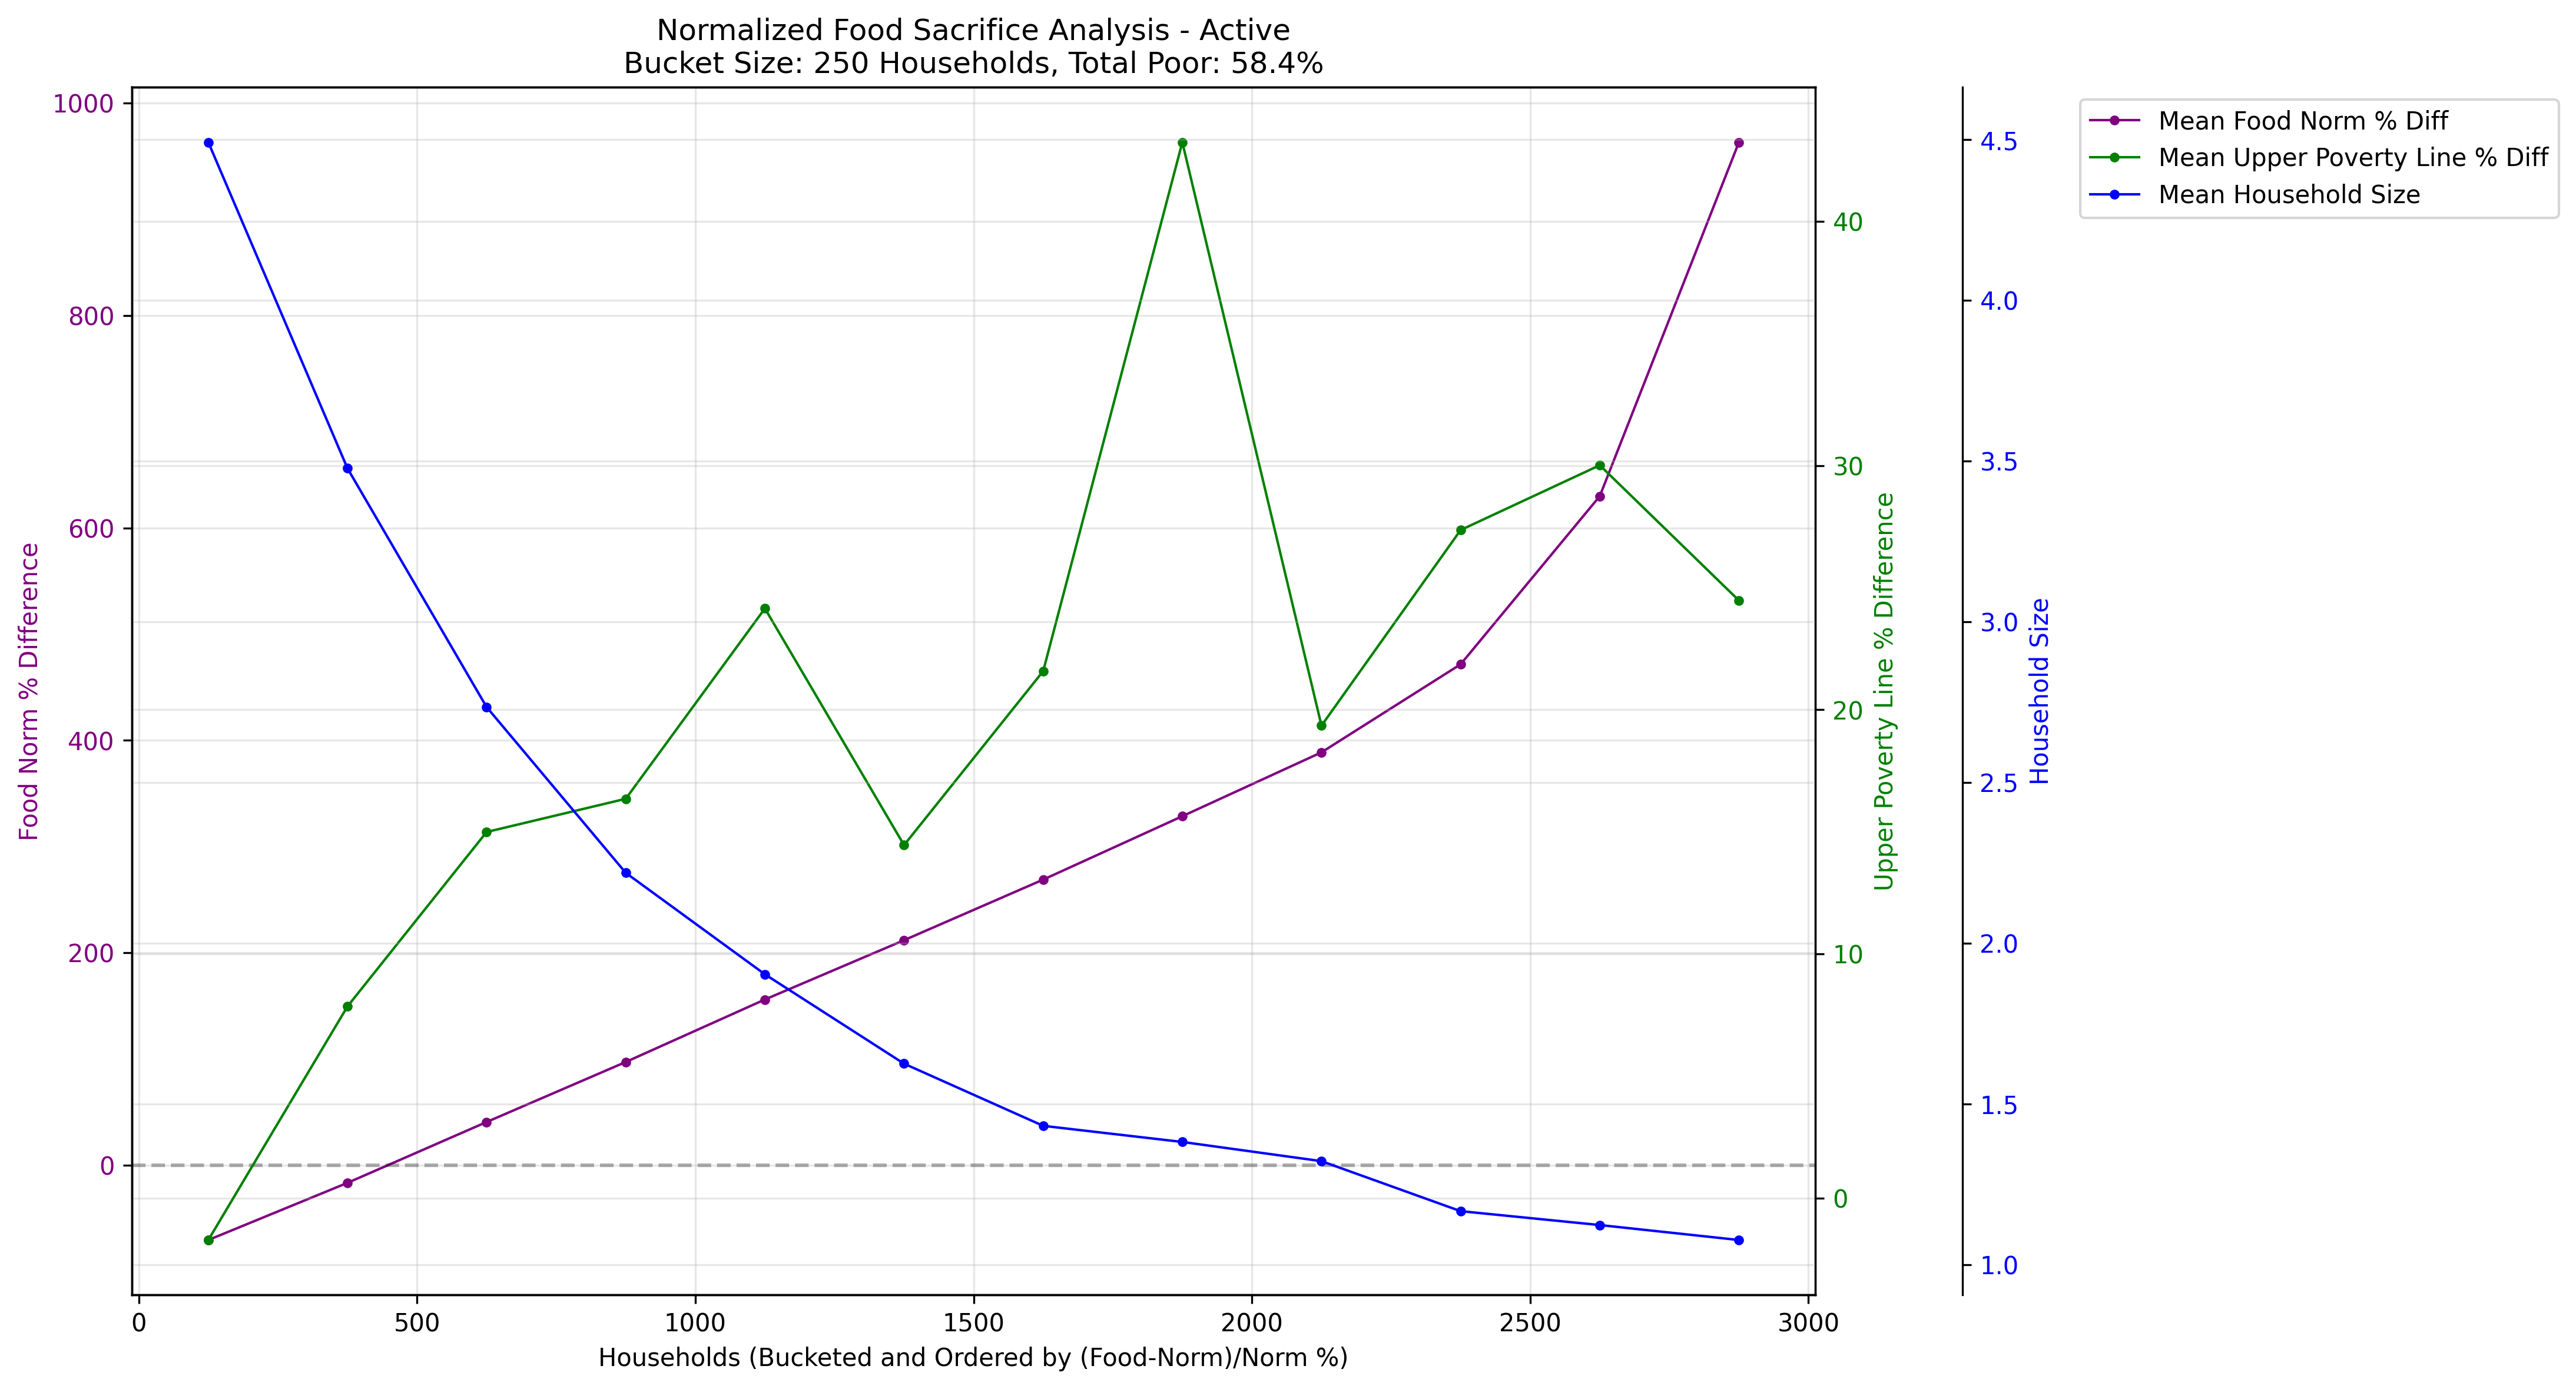 Normalized Food Sacrifice Analysis - Active
Bucket Size: 250 Households, Total Poor: 58.4%
Mean Food Norm % Diff
Mean Upper Poverty Line % Diff
Mean Household Size
Food Norm % Difference
1000
800
600
400
200
0
Upper Poverty Line % Difference
40
30
20
10
0
Household Size
4.5
4.0
3.5
3.0
2.5
2.0
1.5
1.0
0 500 1000 1500 2000 2500 3000
Households (Bucketed and Ordered by (Food-Norm)/Norm %)